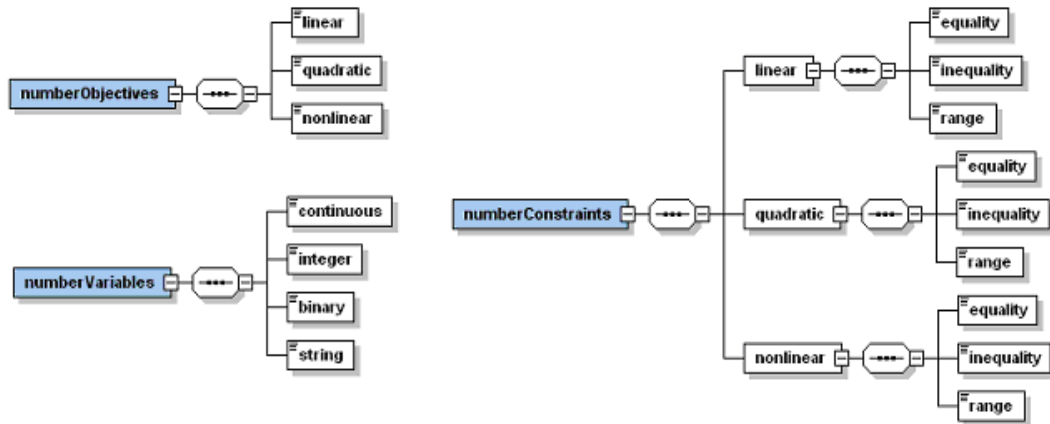 numberObjectives
linear
quadratic
nonlinear
numberVariables
continuous
integer
binary
string
numberConstraints
linear
equality
inequality
range
quadratic
equality
inequality
range
nonlinear
equality
inequality
range